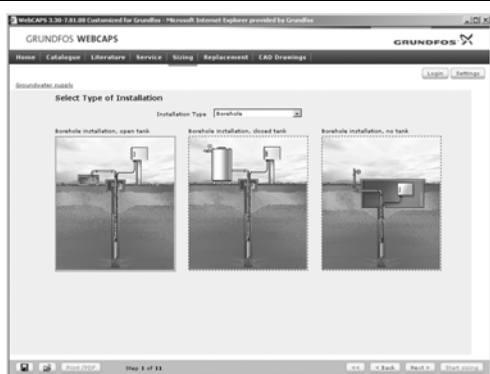 WebCAPS 3.30-7.01.08 Customized for Grundfos - Microsoft Internet Explorer provided by Grundfos
GRUNDFOS WEBCAPS
GRUNDFOS
Home Catalogue Literature Service Sizing Replacement CAD Drawings
Login Settings
Groundwater supply
Select Type of Installation
Installation Type Borehole
Borehole installation, open tank Borehole installation, closed tank Borehole installation, no tank
Print/PDF Step 1 of 11 << < Back Next > Start sizing